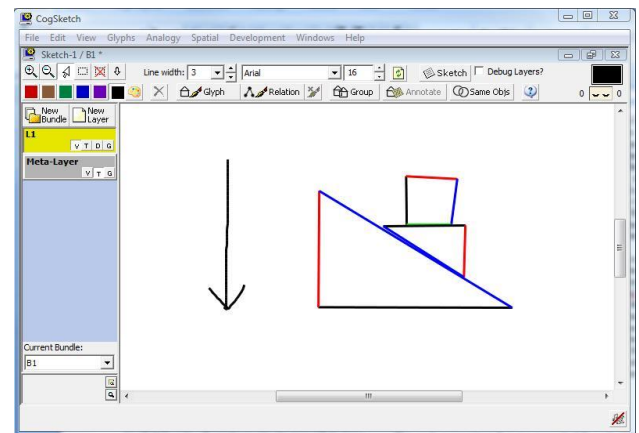 CogSketch
File Edit View Glyphs Analogy Spatial Development Windows Help
Sketch-1 / B1 *
Line width: 3 Arial 16 Sketch Debug Layers?
Glyph Relation Group Annotate Same Objs 0 0
New Bundle New Layer
L1
V T D G
Meta-Layer
V T G
Current Bundle:
B1